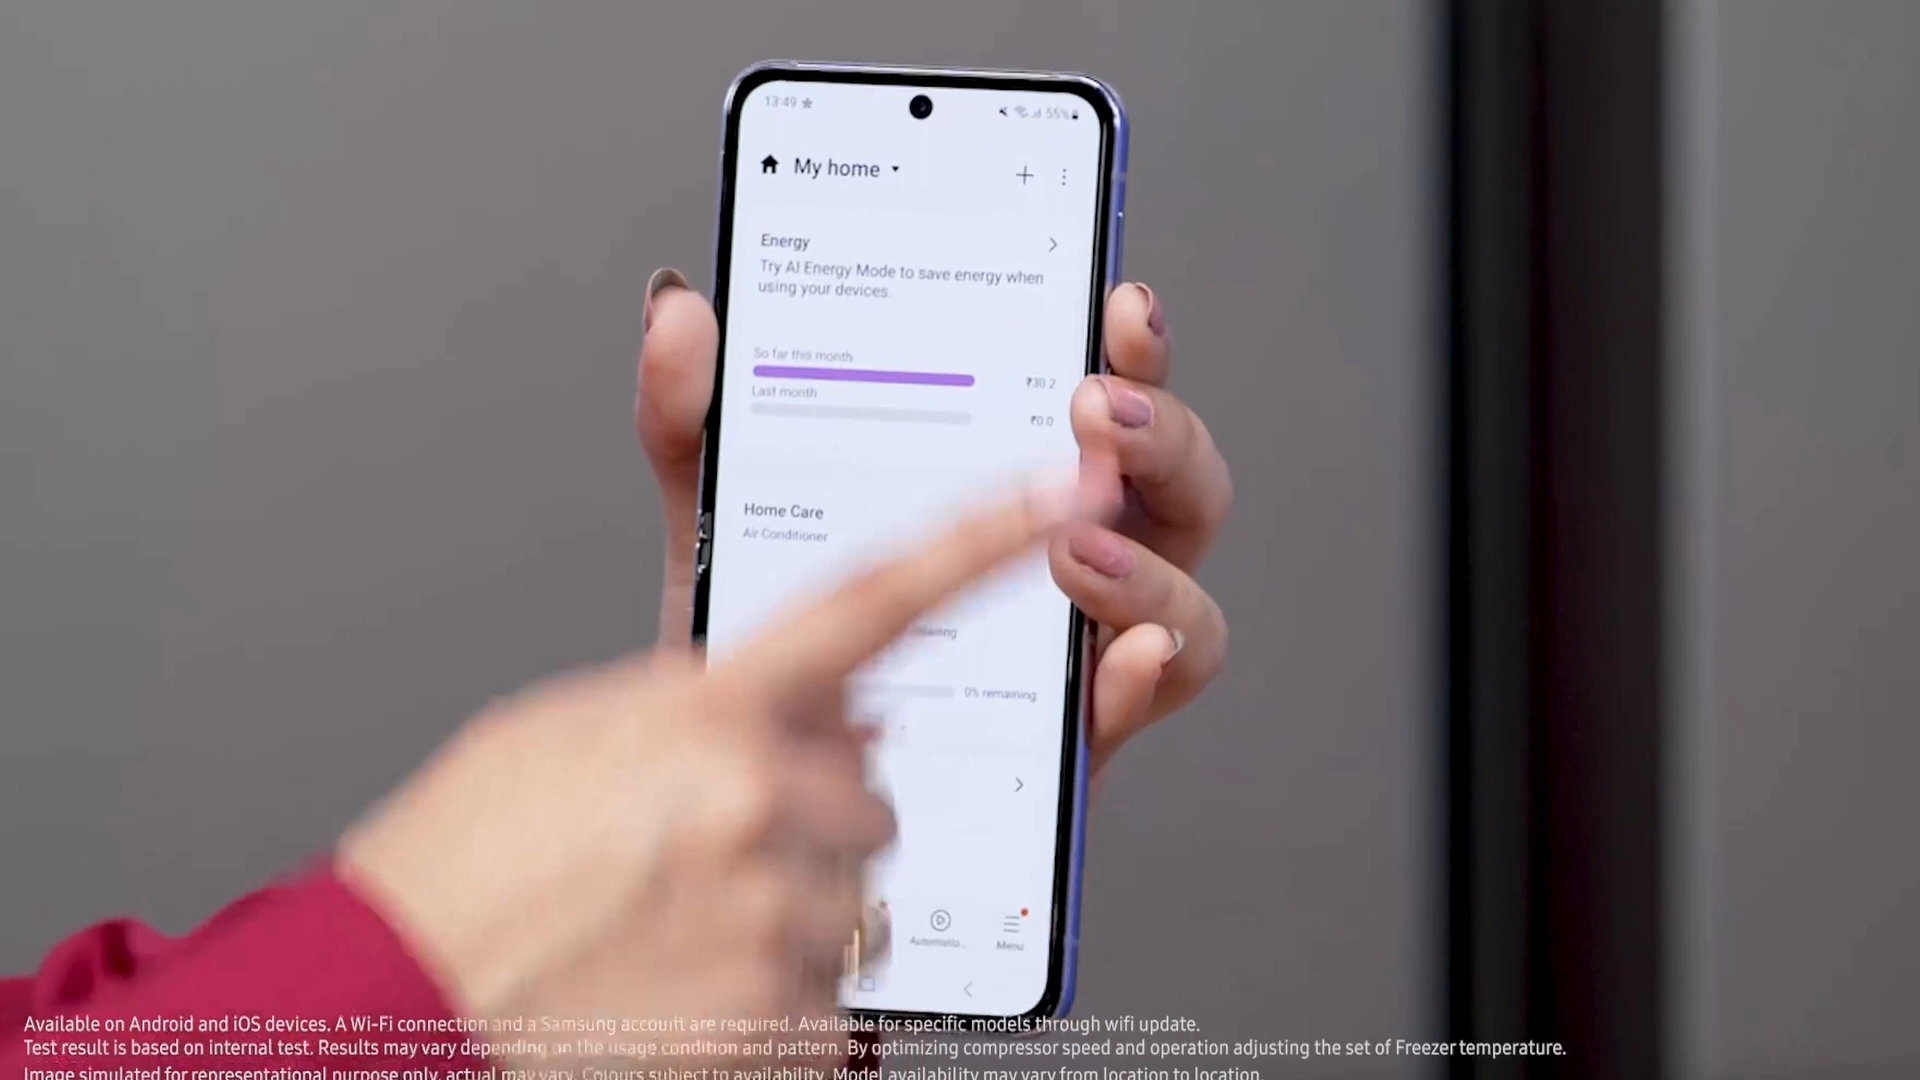 13:49
55%
My home
Energy
Try AI Energy Mode to save energy when
using your devices.
So far this month
₹30.2
Last month
₹0.0
Home Care
Air Conditioner
0% remaining
Menu
Available on Android and iOS devices. A Wi-Fi connection and a Samsung account are required. Available for specific models through wifi update.
Test result is based on internal test. Results may vary depending on the usage condition and pattern. By optimizing compressor speed and operation adjusting the set of Freezer temperature.
Image simulated for representational purpose only, actual may vary. Colours subject to availability. Model availability may vary from location to location.